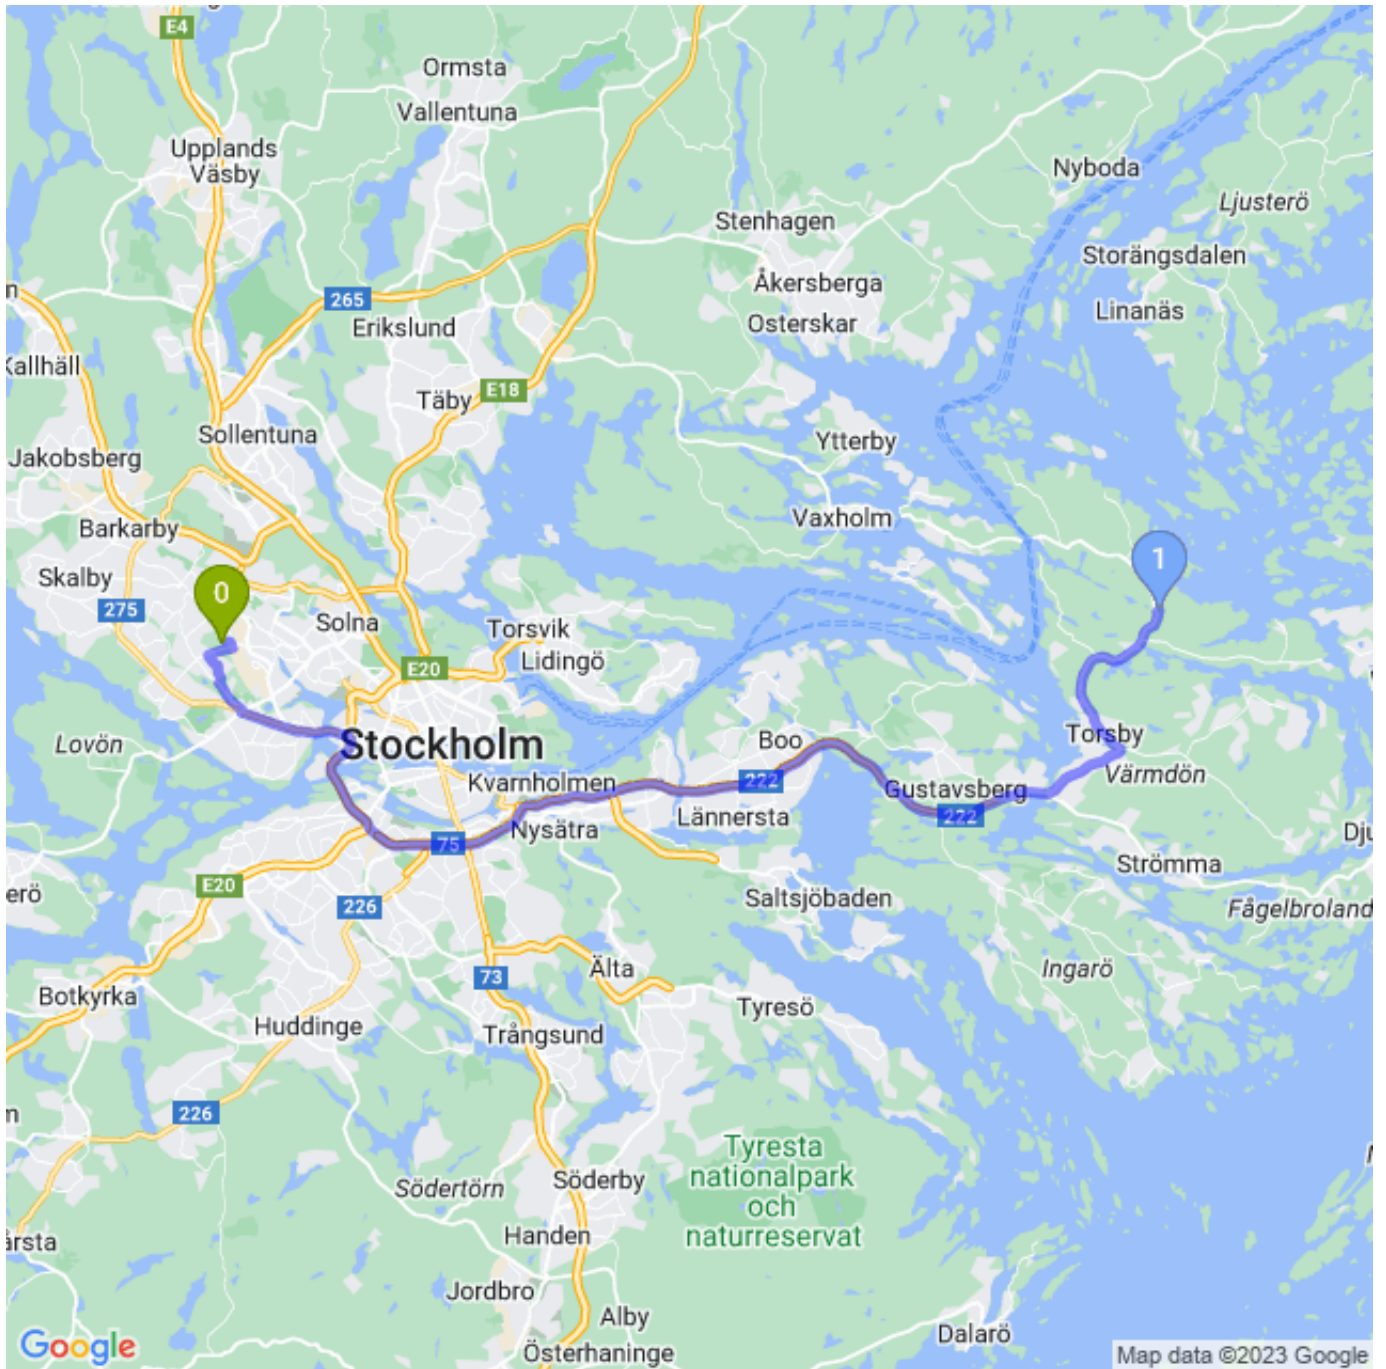 E4
Ormsta
Vallentuna
Upplands
Väsby
Nyboda
Ljusterö
Stenhagen
Storängsdalen
Åkersberga
265
Linanäs
Erikslund
Osterskar
Kallhäll
E18
Täby
Sollentuna
Ytterby
Jakobsberg
Vaxholm
Barkarby
1
Skalby
0
275
Solna
Torsvik
Lidingö
E20
Lovön
Stockholm
Boo
Torsby
Kvarnholmen
222
Värmdön
Gustavsberg
Nysätra
Lännersta
222
75
Strömma
E20
226
Saltsjöbaden
erö
Fågelbroland
73
Älta
Ingarö
Botkyrka
Huddinge
Trångsund
Tyresö
226
Tyresta
nationalpark
och
naturreservat
Södertörn
Söderby
Handen
Jordbro
Alby
Dalarö
Österhaninge
Google
Map data ©2023 Google